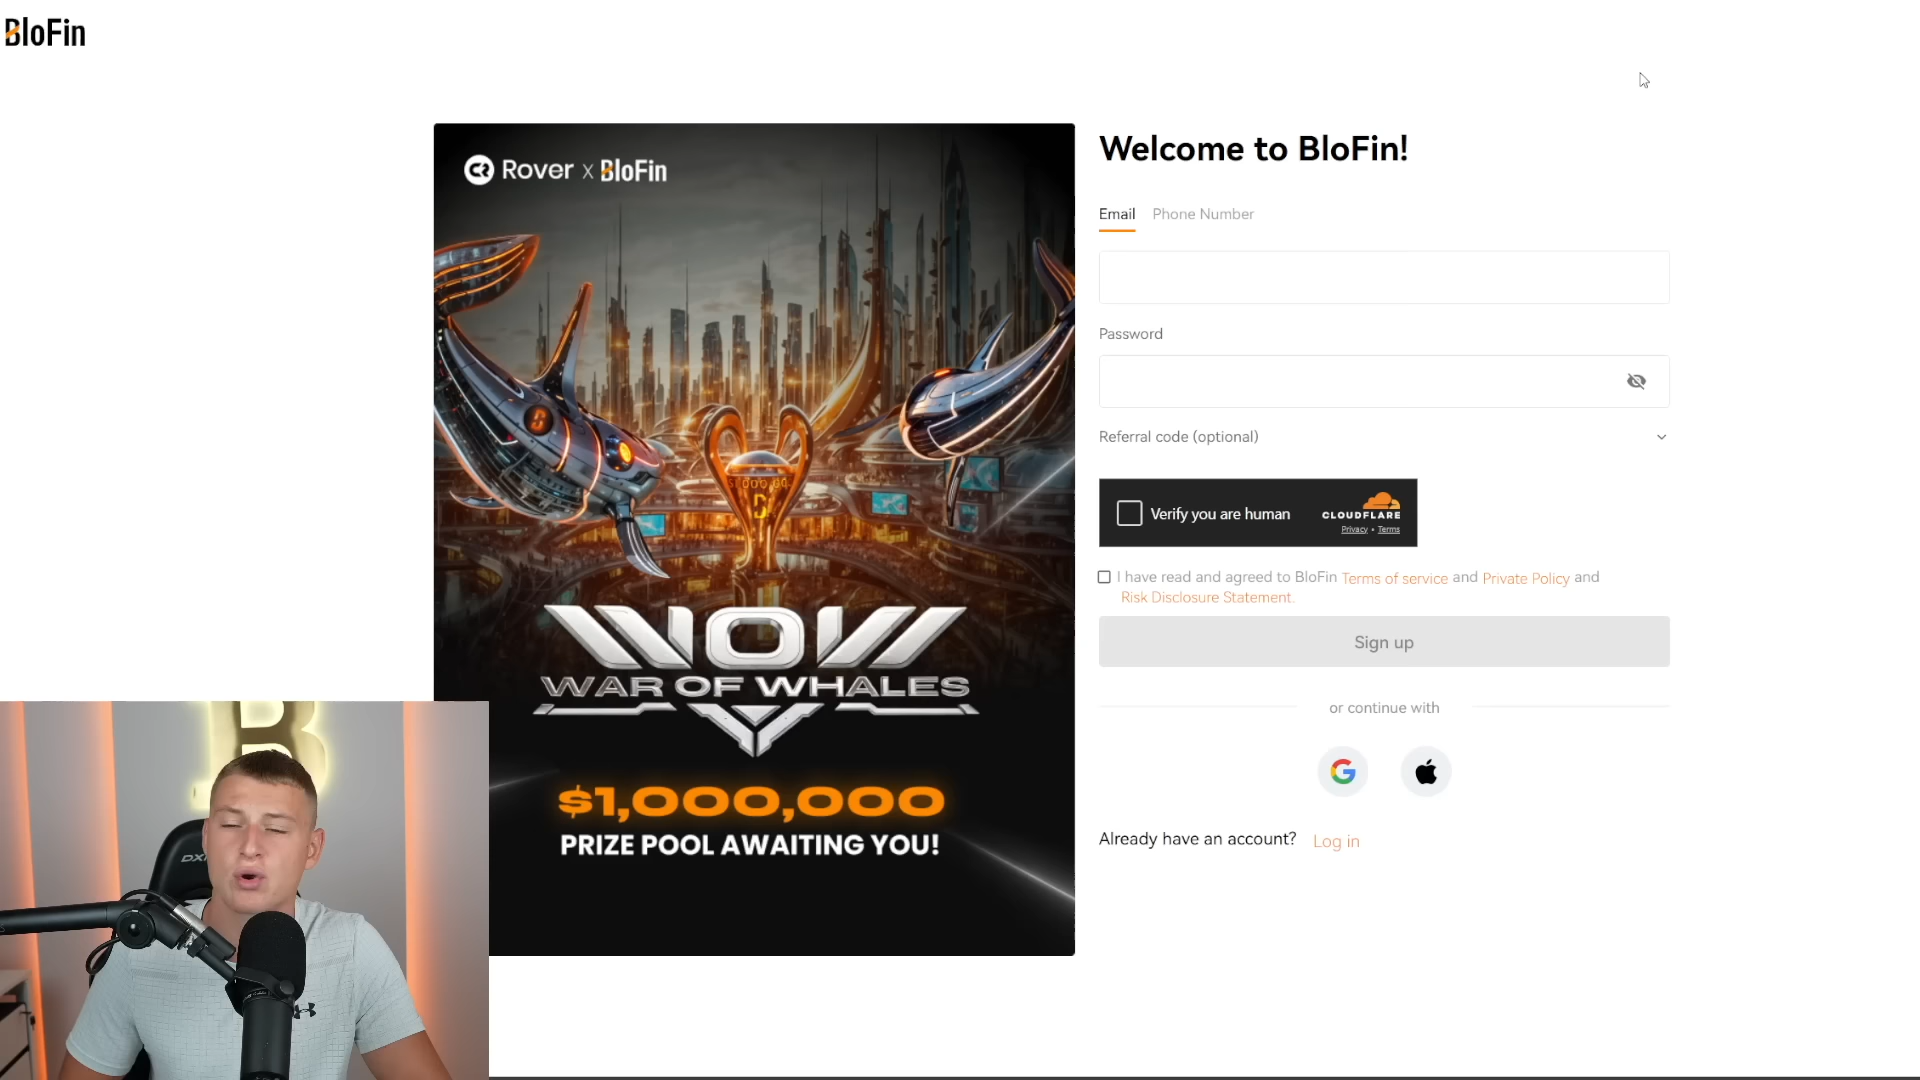 BloFin
Rover x BloFin
WOW
WAR OF WHALES
$1,000,000
PRIZE POOL AWAITING YOU!
Welcome to BloFin!
Email Phone Number
Password
Referral code (optional)
Verify you are human
CLOUDFLARE
Privacy • Terms
I have read and agreed to BloFin Terms of service and Private Policy and
Risk Disclosure Statement.
Sign up
or continue with
Already have an account? Log in